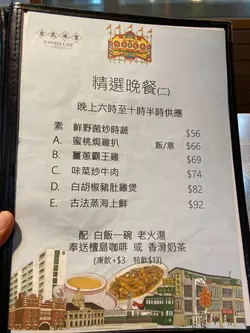 精選晚餐(二)
晚上六時至十時半時供應
素 鮮野菌炒時蔬 $56
A. 蜜桃焗雞扒 飯/意 $66
B. 薑蔥霸王雞 $69
C. 味菜炒牛肉 $74
D. 白胡椒豬肚雞煲 $82
E. 古法蒸海上鮮 $92
配 白飯一碗 老火湯
奉送檀島咖啡 或 香滑奶茶
(凍飲+$3 特飲$13)